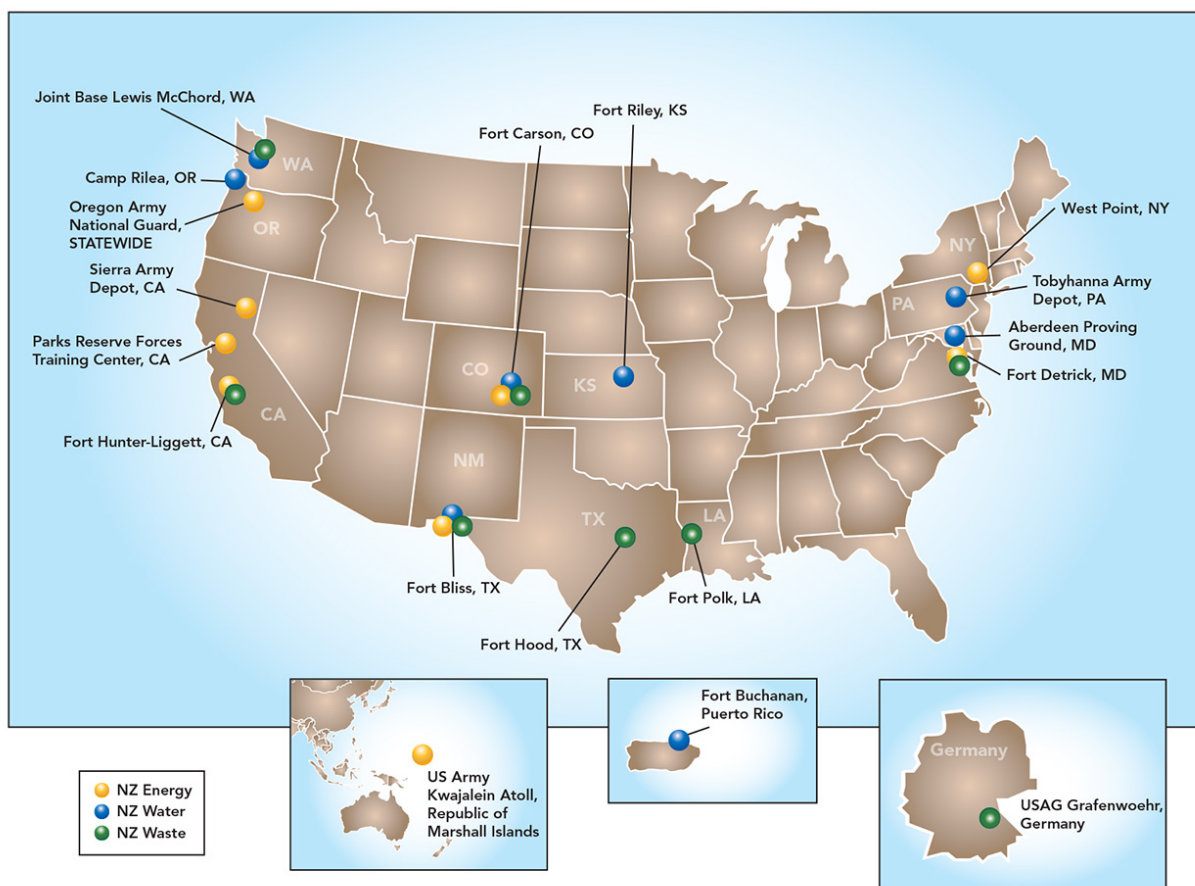 Joint Base Lewis McChord, WA
Fort Carson, CO
Fort Riley, KS
WA
Camp Rilea, OR
Oregon Army
National Guard,
STATEWIDE
OR
West Point, NY
NY
Sierra Army
Depot, CA
Tobyhanna Army
Depot, PA
PA
Parks Reserve Forces
Training Center, CA
Aberdeen Proving
Ground, MD
CO
KS
Fort Detrick, MD
CA
Fort Hunter-Liggett, CA
NM
TX
LA
Fort Bliss, TX
Fort Polk, LA
Fort Hood, TX
NZ Energy
NZ Water
NZ Waste
US Army
Kwajalein Atoll,
Republic of
Marshall Islands
Fort Buchanan,
Puerto Rico
Germany
USAG Grafenwoehr,
Germany